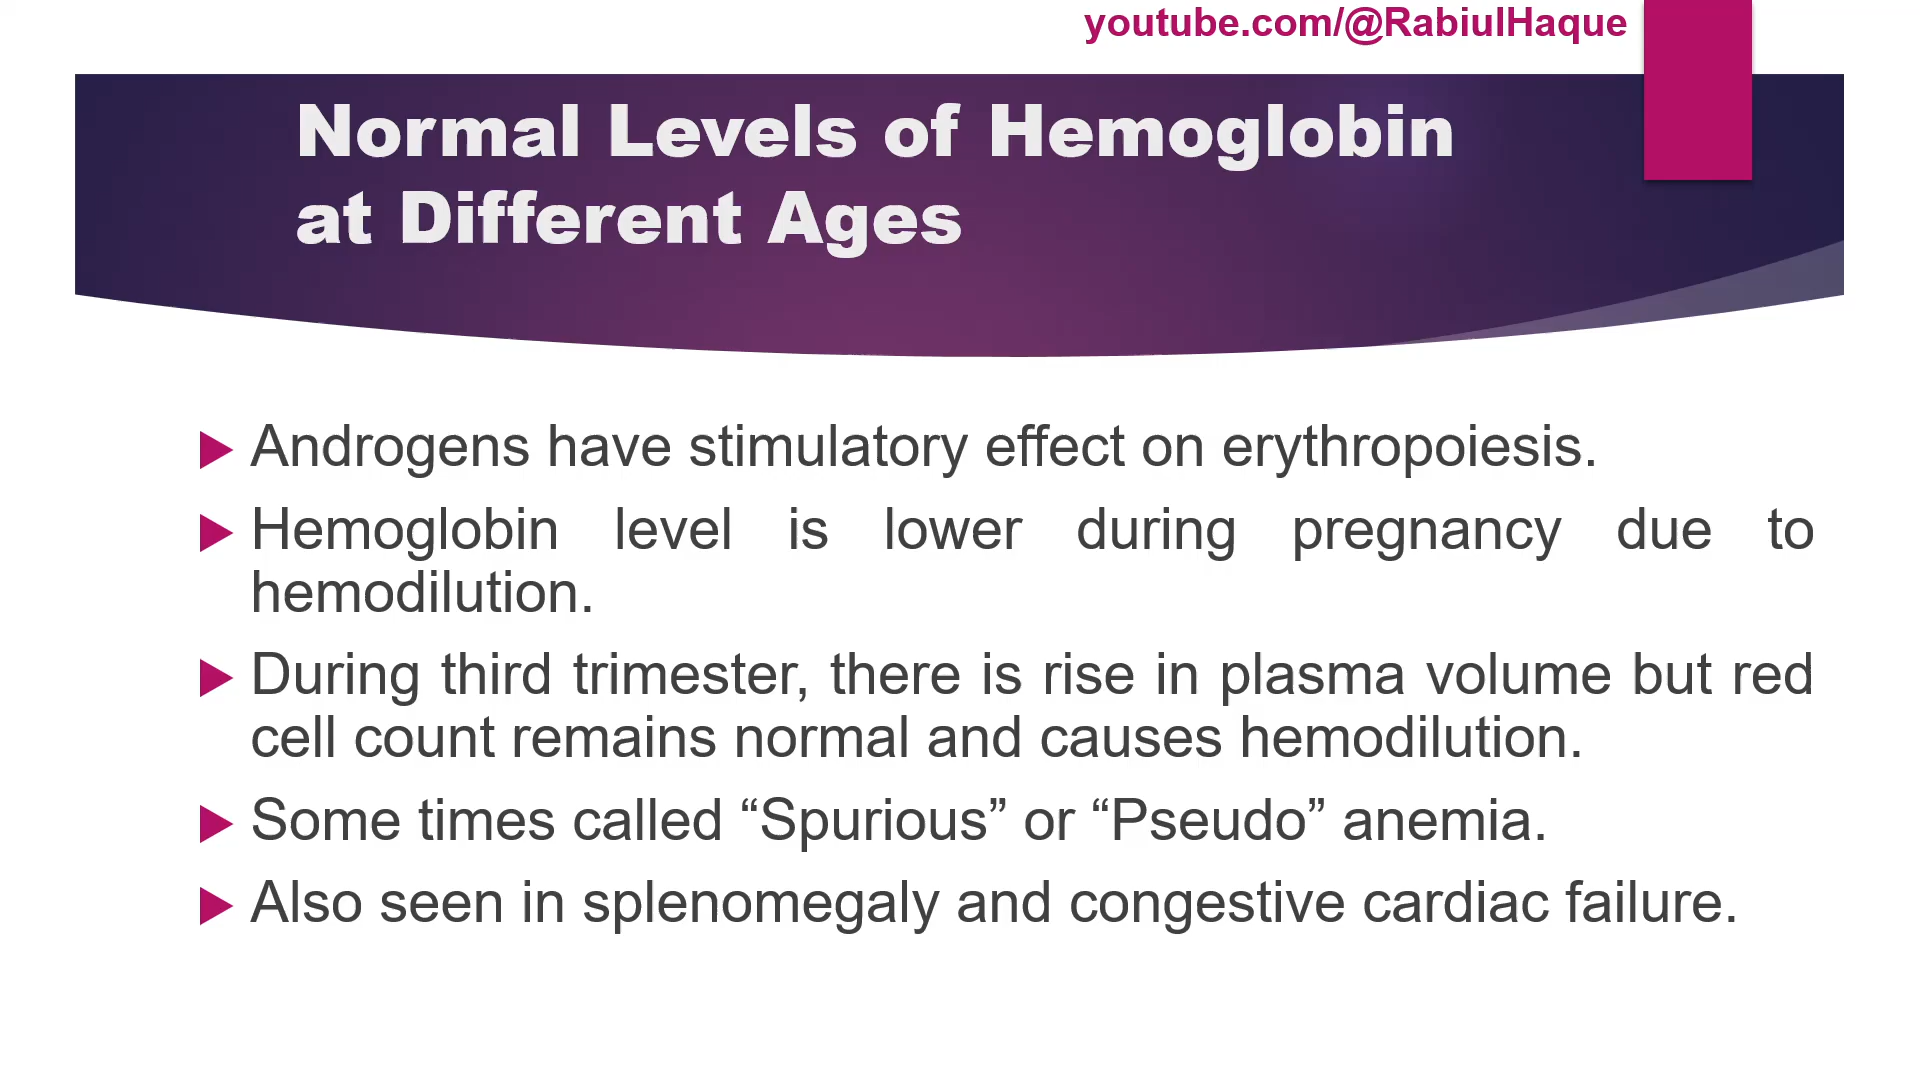 youtube.com/@RabiulHaque
Normal Levels of Hemoglobin
at Different Ages
Androgens have stimulatory effect on erythropoiesis.
Hemoglobin level is lower during pregnancy due to
hemodilution.
During third trimester, there is rise in plasma volume but red
cell count remains normal and causes hemodilution.
Some times called “Spurious” or “Pseudo” anemia.
Also seen in splenomegaly and congestive cardiac failure.